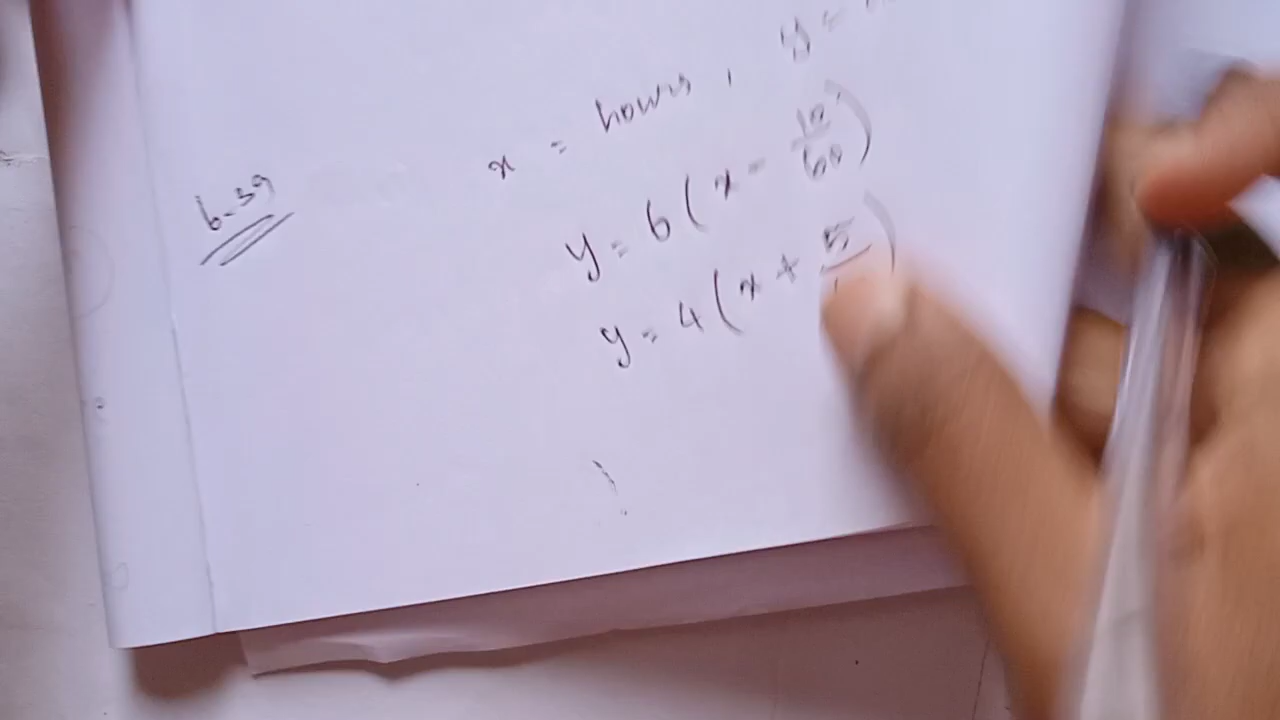 x = hours, y =
6.39
y = 6(x - 10/60)
y = 4(x + 5/